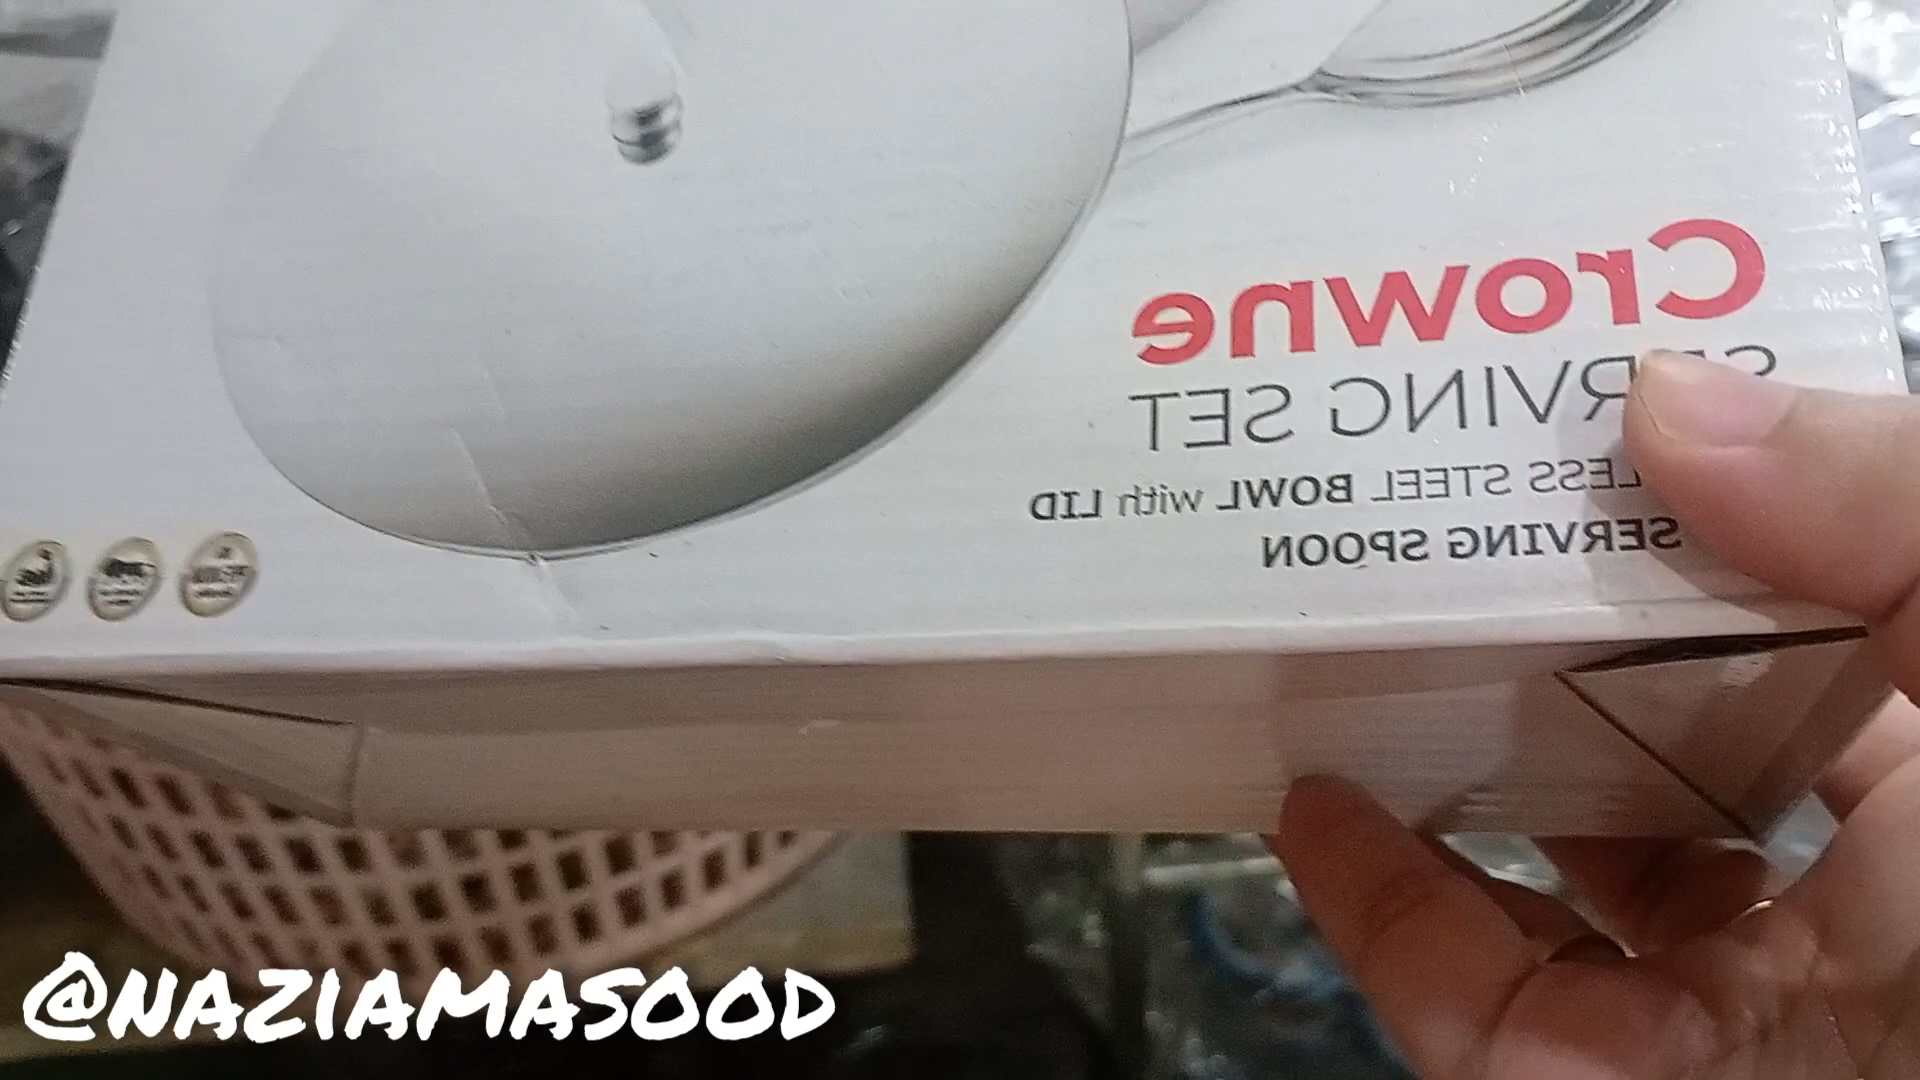 Crowne
RVING SET
LESS STEEL BOWL with LID
SERVING SPOON
@NAZIAMASOOD